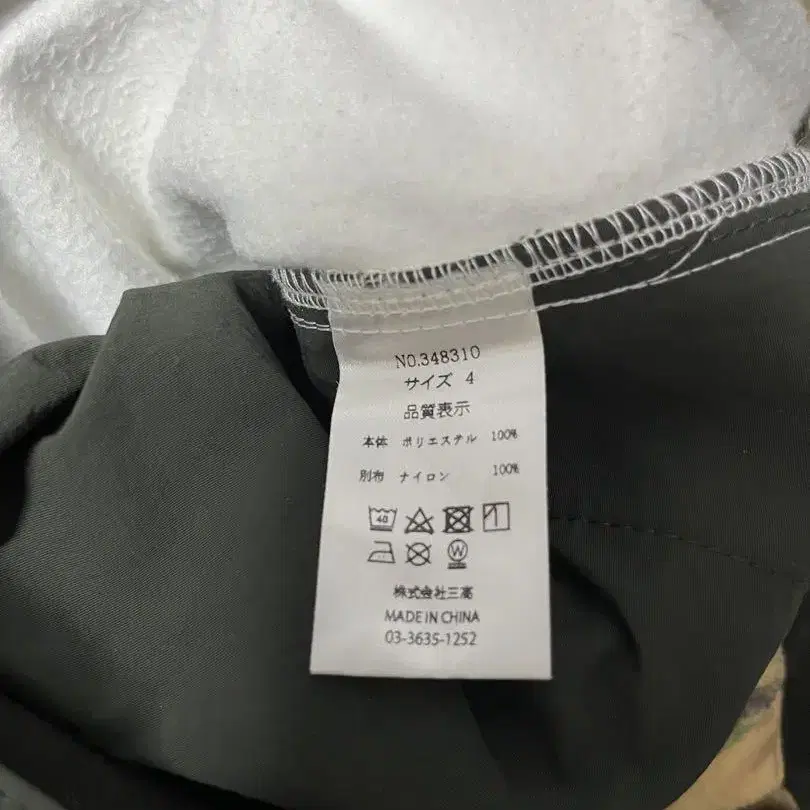 NO.348310
サイズ 4
品質表示
本体 ポリエステル 100%
別布 ナイロン 100%
40
W
株式会社三高
MADE IN CHINA
03-3635-1252